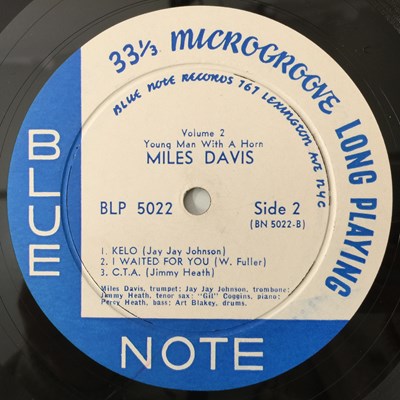 33⅓ MICROGROOVE LONG PLAYING
BLUE NOTE RECORDS 767 LEXINGTON AVE N.Y.C
Volume 2
Young Man With A Horn
MILES DAVIS
BLP 5022
Side 2
(BN 5022-B)
1. KELO (Jay Jay Johnson)
2. I WAITED FOR YOU (W. Fuller)
3. C.T.A. (Jimmy Heath)
Miles Davis, trumpet; Jay Jay Johnson, trombone;
Jimmy Heath, tenor sax; "Gil" Coggins, piano;
Percy Heath, bass; Art Blakey, drums.
BLUE
NOTE